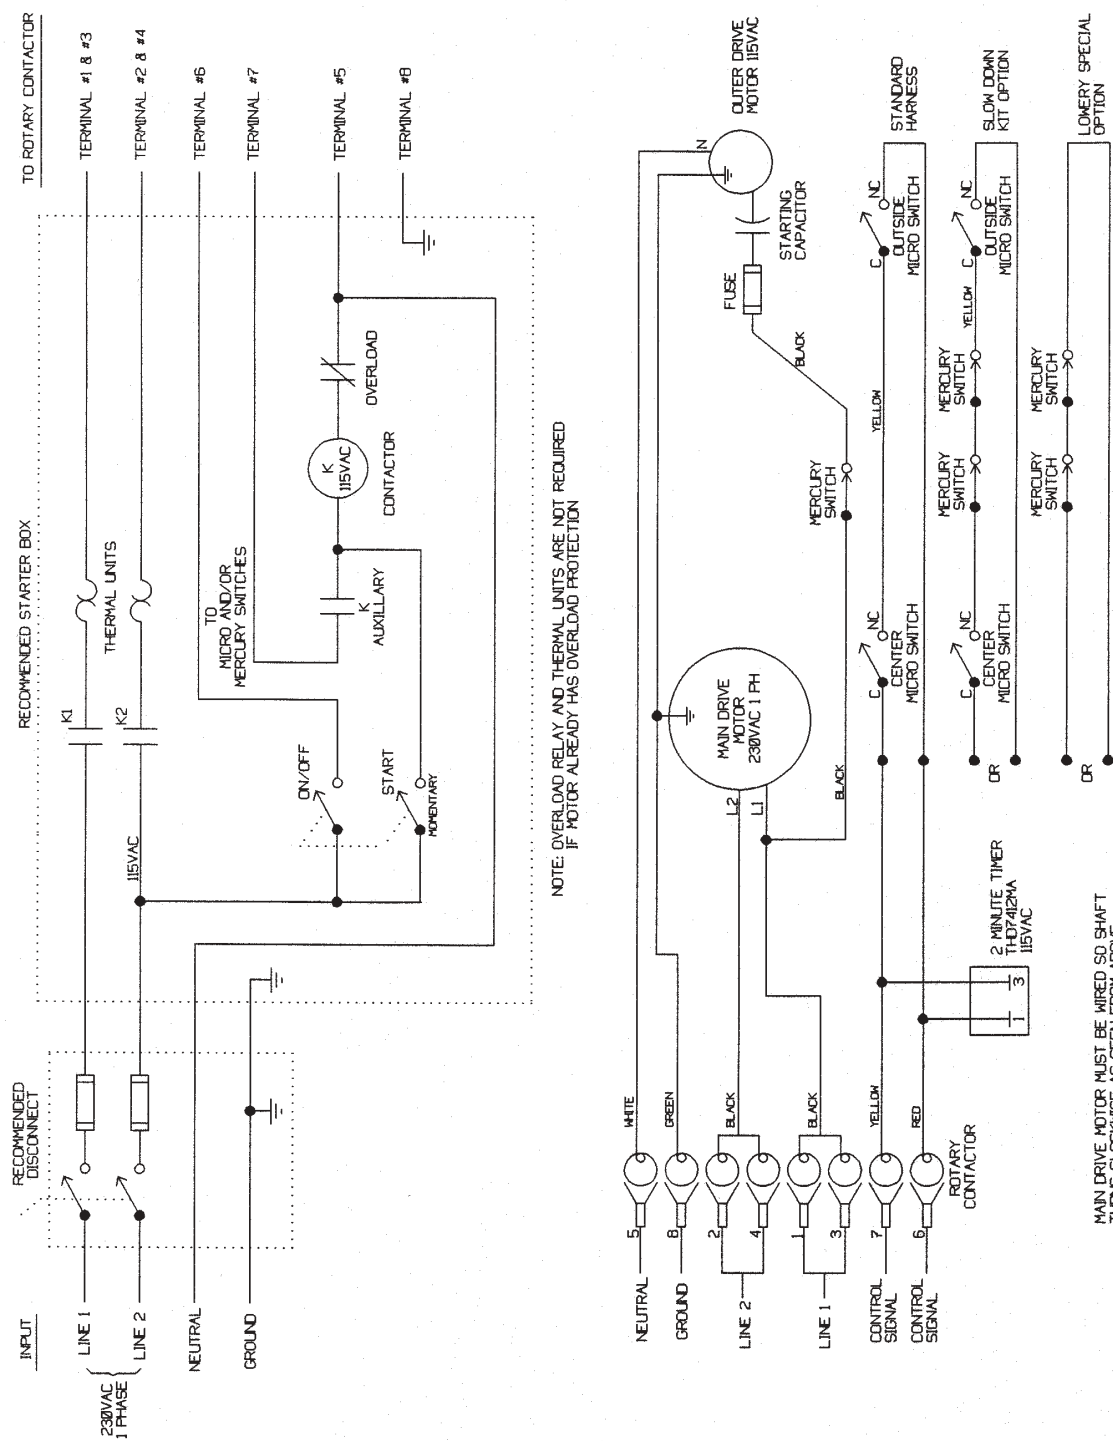 TO ROTARY CONTACTOR
TERMINAL #1 & #3
TERMINAL #2 & #4
TERMINAL #6
TERMINAL #7
TERMINAL #5
TERMINAL #8
RECOMMENDED STARTER BOX
K1
K2
THERMAL UNITS
115VAC
TO
MICRO AND/OR
MERCURY SWITCHES
ON/OFF
START
MOMENTARY
K
AUXILLARY
K
115VAC
CONTACTOR
OVERLOAD
NOTE: OVERLOAD RELAY AND THERMAL UNITS ARE NOT REQUIRED
IF MOTOR ALREADY HAS OVERLOAD PROTECTION
RECOMMENDED
DISCONNECT
INPUT
LINE 1
LINE 2
230VAC
1 PHASE
NEUTRAL
GROUND
OUTER DRIVE
MOTOR 115VAC
N
STARTING
CAPACITOR
FUSE
BLACK
MERCURY
SWITCH
MAIN DRIVE
MOTOR
230VAC 1 PH
L2
L1
BLACK
STANDARD
HARNESS
NC
C
OUTSIDE
MICRO SWITCH
YELLOW
NC
C
CENTER
MICRO SWITCH
SLOW DOWN
KIT OPTION
NC
C
OUTSIDE
MICRO SWITCH
YELLOW
MERCURY
SWITCH
MERCURY
SWITCH
NC
C
CENTER
MICRO SWITCH
OR
LOWERY SPECIAL
OPTION
MERCURY
SWITCH
MERCURY
SWITCH
OR
2 MINUTE TIMER
THD7412MA
115VAC
3
1
WHITE
GREEN
BLACK
BLACK
YELLOW
RED
ROTARY
CONTACTOR
5
8
2
4
1
3
7
6
NEUTRAL
GROUND
LINE 2
LINE 1
CONTROL
SIGNAL
CONTROL
SIGNAL
MAIN DRIVE MOTOR MUST BE WIRED SO SHAFT